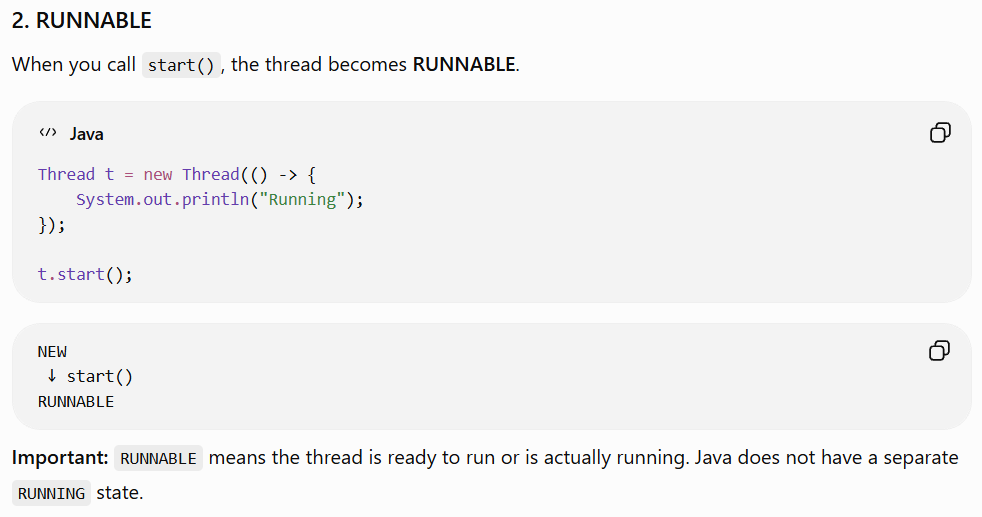 2. RUNNABLE
When you call start(), the thread becomes RUNNABLE.
</> Java
Thread t = new Thread(() -> {
    System.out.println("Running");
});
t.start();
NEW
 ↓ start()
RUNNABLE
Important: RUNNABLE means the thread is ready to run or is actually running. Java does not have a separate
RUNNING state.